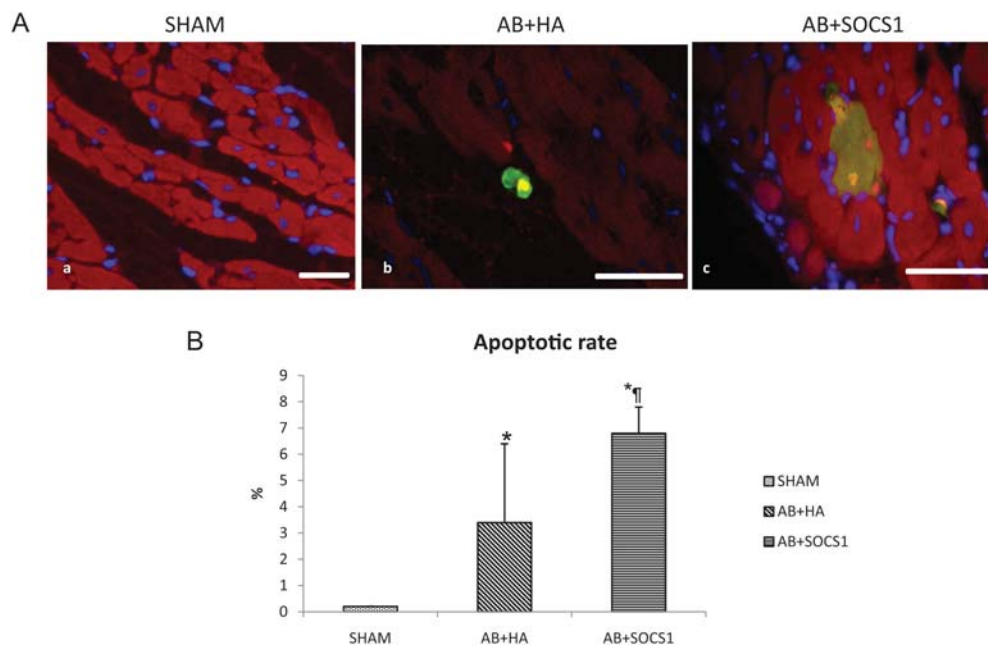 A
SHAM
AB+HA
AB+SOCS1
a
b
c
B
Apoptotic rate
9
8
7
6
5
4
3
2
1
0
%
*
*¶
SHAM
AB+HA
AB+SOCS1
SHAM
AB+HA
AB+SOCS1